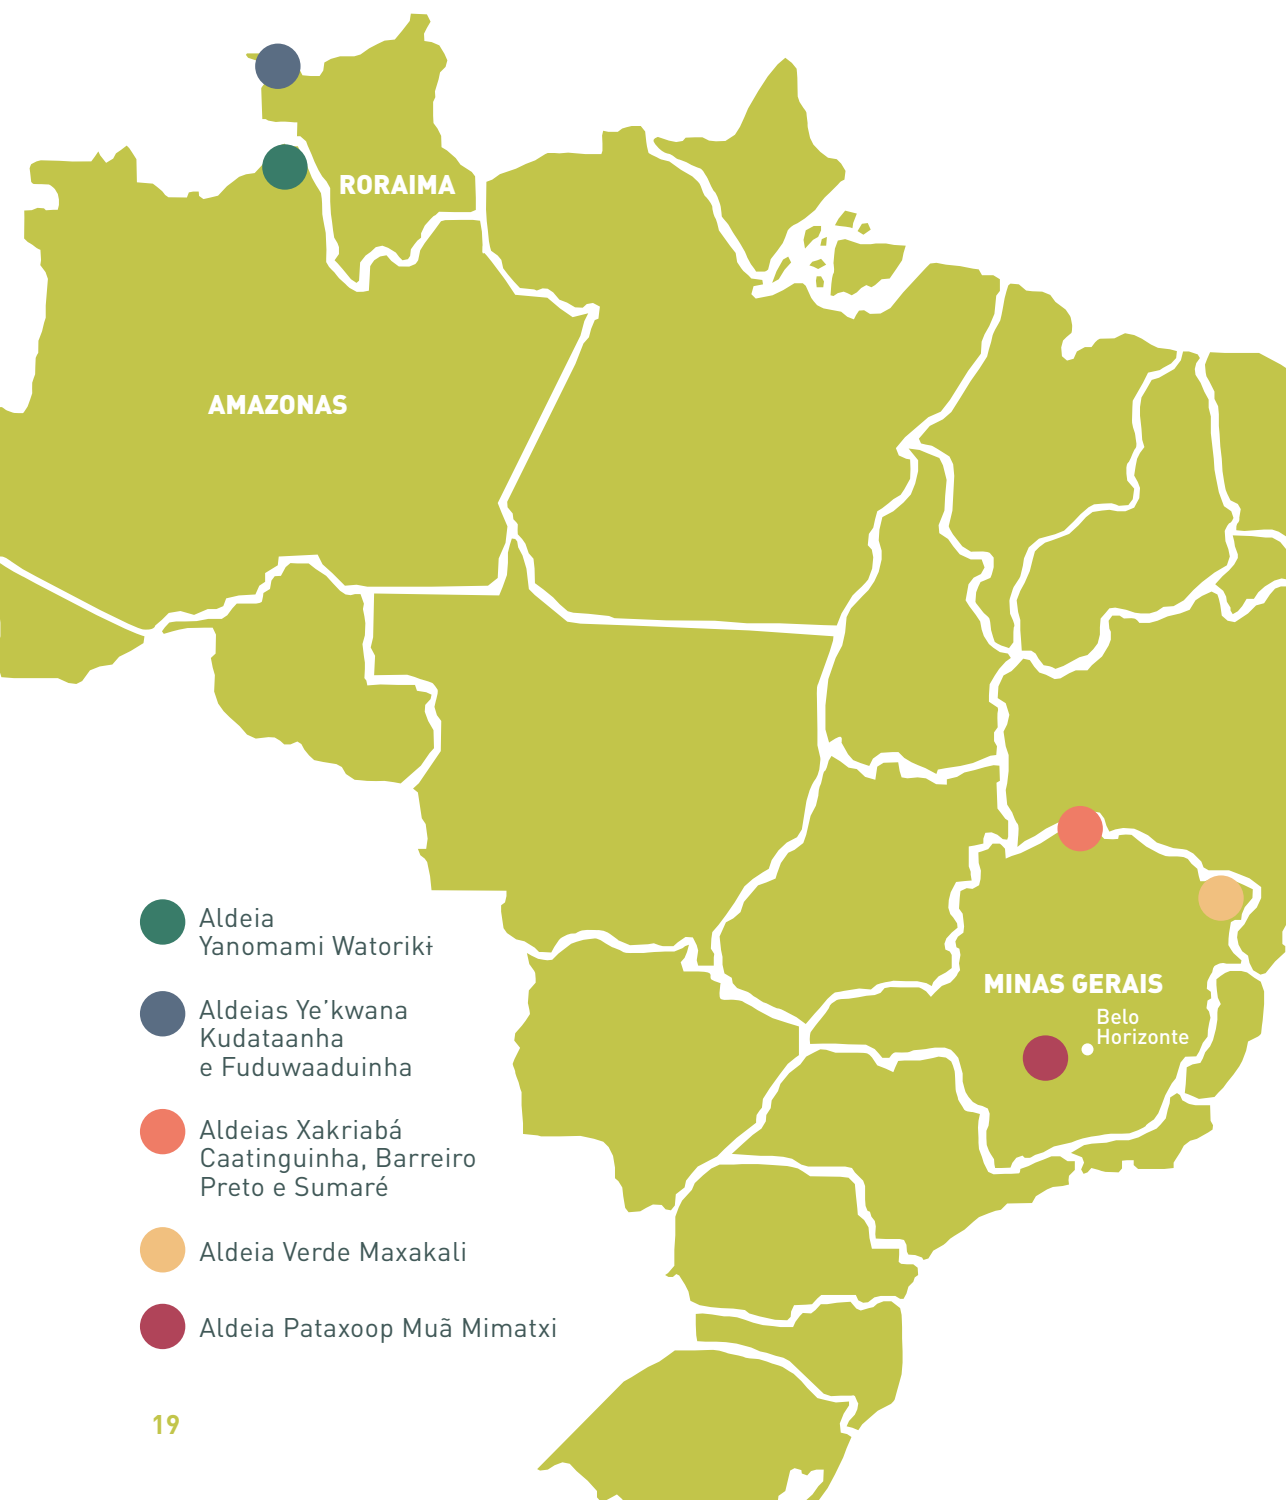 RORAIMA
AMAZONAS
MINAS GERAIS
Belo
Horizonte
Aldeia
Yanomami Watorikɨ
Aldeias Ye’kwana
Kudataanha
e Fuduwaaduinha
Aldeias Xakriabá
Caatinguinha, Barreiro
Preto e Sumaré
Aldeia Verde Maxakali
Aldeia Pataxoop Muã Mimatxi
19